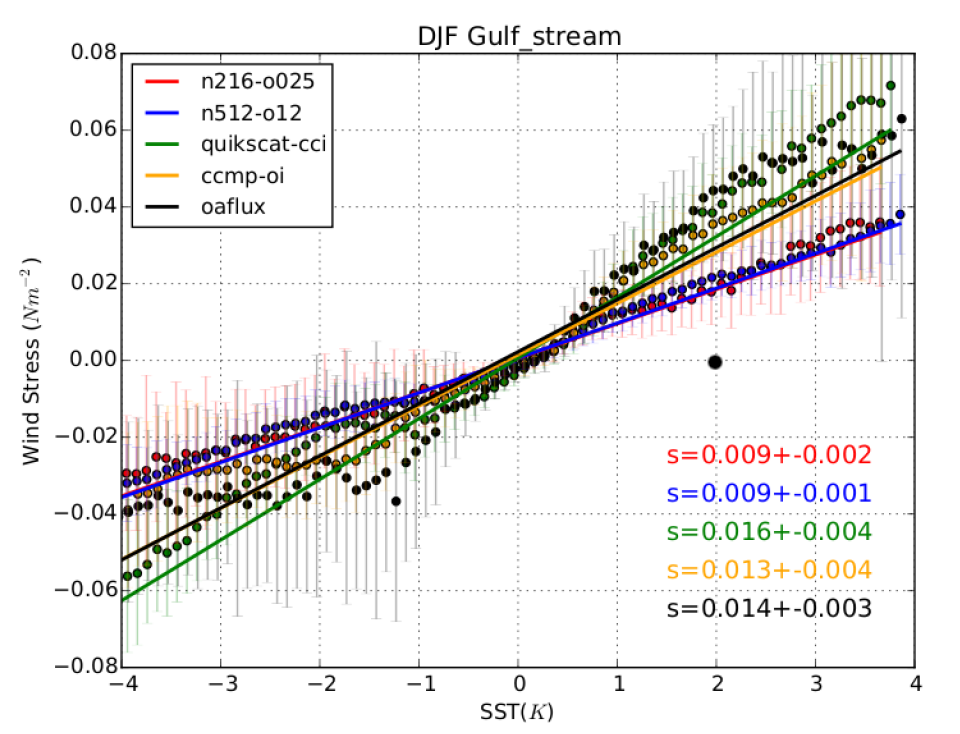 DJF Gulf_stream
n216-o025
n512-o12
quikscat-cci
ccmp-oi
oaflux
0.08
0.06
0.04
0.02
0.00
−0.02
−0.04
−0.06
−0.08
Wind Stress (Nm⁻²)
s=0.009+-0.002
s=0.009+-0.001
s=0.016+-0.004
s=0.013+-0.004
s=0.014+-0.003
−4 −3 −2 −1 0 1 2 3 4
SST(K)